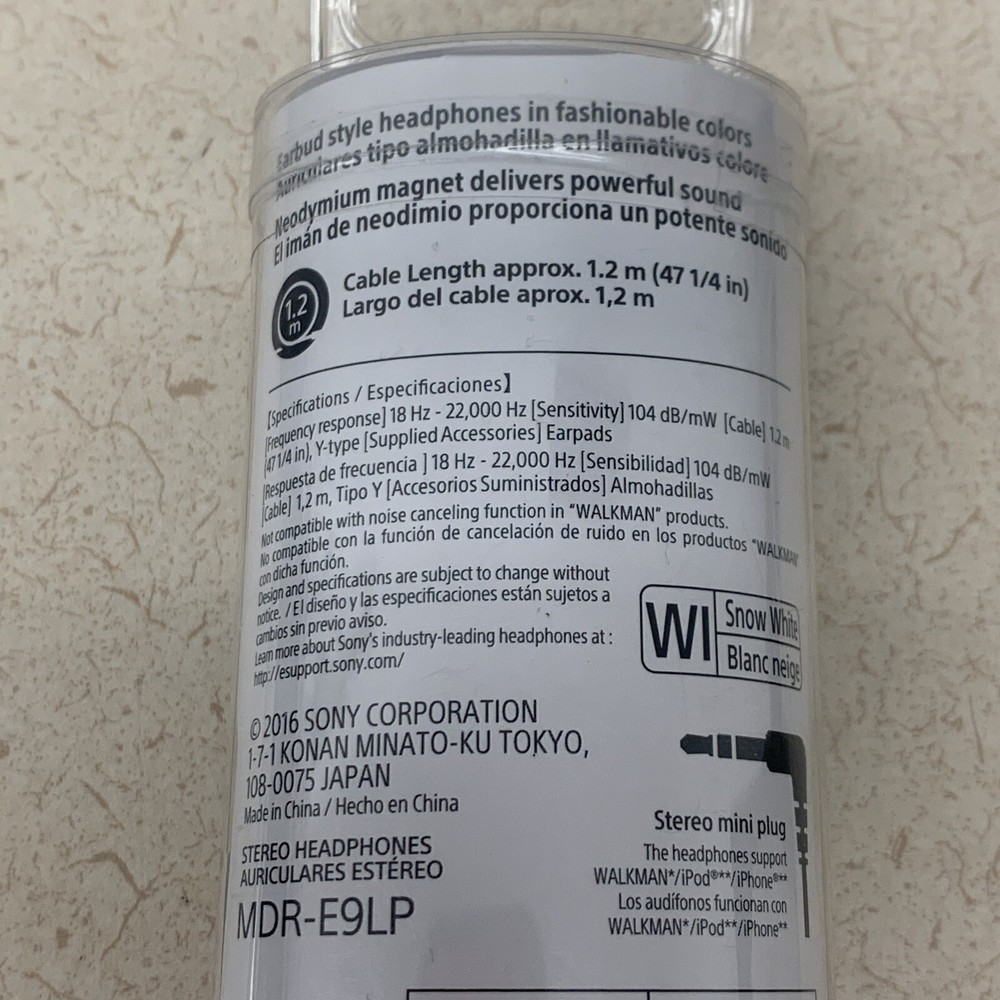 Earbud style headphones in fashionable colors
Auriculares tipo almohadilla en llamativos colore
Neodymium magnet delivers powerful sound
El imán de neodimio proporciona un potente sonido
1.2
m
Cable Length approx. 1.2 m (47 1/4 in)
Largo del cable aprox. 1,2 m
【Specifications / Especificaciones】
[Frequency response] 18 Hz - 22,000 Hz [Sensitivity] 104 dB/mW [Cable] 1.2 m
(47 1/4 in), Y-type [Supplied Accessories] Earpads
[Respuesta de frecuencia ] 18 Hz - 22,000 Hz [Sensibilidad] 104 dB/mW
[Cable] 1,2 m, Tipo Y [Accesorios Suministrados] Almohadillas
Not compatible with noise canceling function in "WALKMAN" products.
No compatible con la función de cancelación de ruido en los productos "WALKMAN
con dicha función.
Design and specifications are subject to change without
notice. / El diseño y las especificaciones están sujetos a
cambios sin previo aviso.
Learn more about Sony's industry-leading headphones at :
http://esupport.sony.com/
WI
Snow White
Blanc neige
© 2016 SONY CORPORATION
1-7-1 KONAN MINATO-KU TOKYO,
108-0075 JAPAN
Made in China / Hecho en China
STEREO HEADPHONES
AURICULARES ESTÉREO
MDR-E9LP
Stereo mini plug
The headphones support
WALKMAN*/iPod®**/iPhone®**
Los audífonos funcionan con
WALKMAN*/iPod**/iPhone**